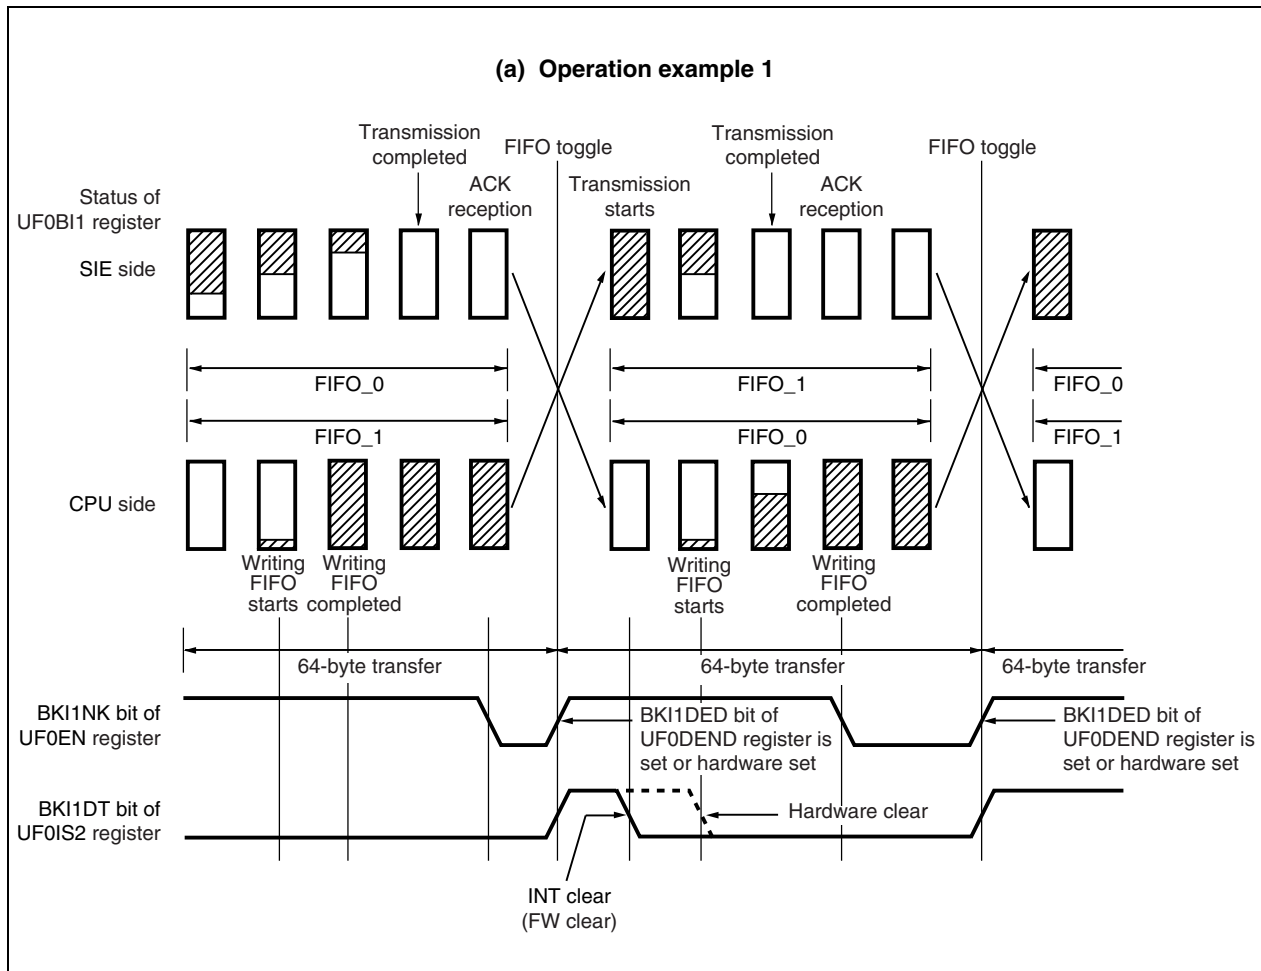 (a) Operation example 1
Transmission
completed
FIFO toggle
Transmission
completed
FIFO toggle
Status of
UF0BI1 register
ACK
reception
Transmission
starts
ACK
reception
SIE side
FIFO_0
FIFO_1
FIFO_0
FIFO_1
FIFO_0
FIFO_1
CPU side
Writing
FIFO
starts
Writing
FIFO
completed
Writing
FIFO
starts
Writing
FIFO
completed
64-byte transfer
64-byte transfer
64-byte transfer
BKI1NK bit of
UF0EN register
BKI1DED bit of
UF0DEND register is
set or hardware set
BKI1DED bit of
UF0DEND register is
set or hardware set
BKI1DT bit of
UF0IS2 register
Hardware clear
INT clear
(FW clear)